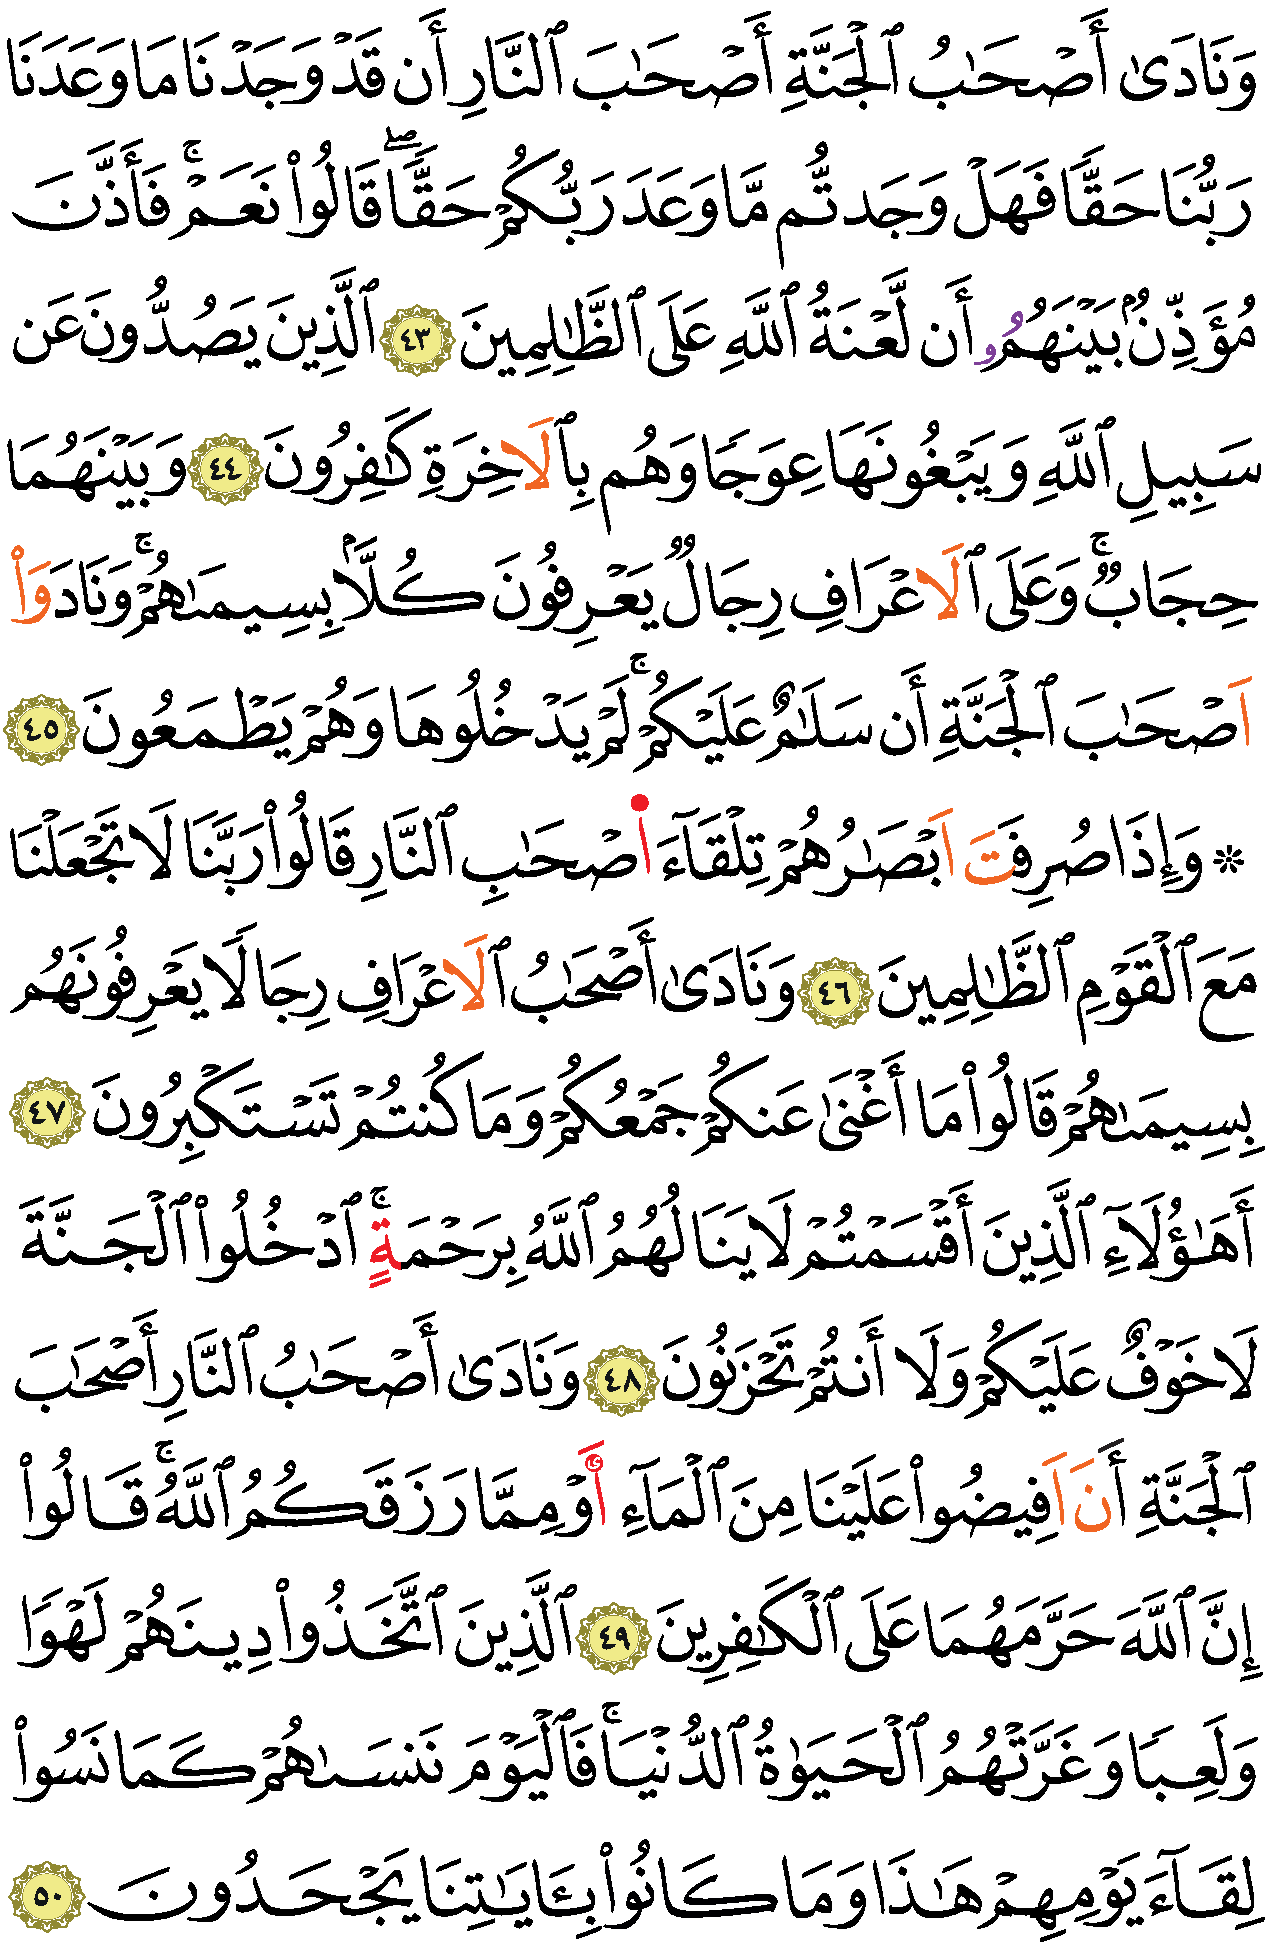 وَنَادَىٰ أَصْحَٰبُ ٱلْجَنَّةِ أَصْحَٰبَ ٱلنَّارِ أَن قَدْ وَجَدْنَا مَا وَعَدَنَا
رَبُّنَا حَقًّا فَهَلْ وَجَدتُّم مَّا وَعَدَ رَبُّكُمْ حَقًّاۖ قَالُوا۟ نَعَمْۚ فَأَذَّنَ
مُؤَذِّنُۢ بَيْنَهُمُۥ أَن لَّعْنَةُ ٱللَّهِ عَلَى ٱلظَّٰلِمِينَ ٤٣ ٱلَّذِينَ يَصُدُّونَ عَن
سَبِيلِ ٱللَّهِ وَيَبْغُونَهَا عِوَجًا وَهُم بِٱلَاخِرَةِ كَٰفِرُونَ ٤٤ وَبَيْنَهُمَا
حِجَابٌۚ وَعَلَى ٱلَاعْرَافِ رِجَالٌ يَعْرِفُونَ كُلَّۢا بِسِيمَىٰهُمْۚ وَنَادَوَا۟
اَصْحَٰبَ ٱلْجَنَّةِ أَن سَلَٰمٌ عَلَيْكُمْۚ لَمْ يَدْخُلُوهَا وَهُمْ يَطْمَعُونَ ٤٥
۞ وَإِذَا صُرِفَتَ اَبْصَٰرُهُمْ تِلْقَآءَ ا۬صْحَٰبِ ٱلنَّارِ قَالُوا۟ رَبَّنَا لَا تَجْعَلْنَا
مَعَ ٱلْقَوْمِ ٱلظَّٰلِمِينَ ٤٦ وَنَادَىٰ أَصْحَٰبُ ٱلَاعْرَافِ رِجَالًا يَعْرِفُونَهُم
بِسِيمَىٰهُمْ قَالُوا۟ مَا أَغْنَىٰ عَنكُمْ جَمْعُكُمْ وَمَا كُنتُمْ تَسْتَكْبِرُونَ ٤٧
أَهَٰؤُلَآءِ ٱلَّذِينَ أَقْسَمْتُمْ لَا يَنَالُهُمُ ٱللَّهُ بِرَحْمَةٍۚ ٱدْخُلُوا۟ ٱلْجَنَّةَ
لَا خَوْفٌ عَلَيْكُمْ وَلَا أَنتُمْ تَحْزَنُونَ ٤٨ وَنَادَىٰ أَصْحَٰبُ ٱلنَّارِ أَصْحَٰبَ
ٱلْجَنَّةِ أَنَ اَفِيضُوا۟ عَلَيْنَا مِنَ ٱلْمَآءِ أَوْ مِمَّا رَزَقَكُمُ ٱللَّهُۚ قَالُوا۟
إِنَّ ٱللَّهَ حَرَّمَهُمَا عَلَى ٱلْكَٰفِرِينَ ٤٩ ٱلَّذِينَ ٱتَّخَذُوا۟ دِينَهُمْ لَهْوًا
وَلَعِبًا وَغَرَّتْهُمُ ٱلْحَيَوٰةُ ٱلدُّنْيَاۚ فَٱلْيَوْمَ نَنسَىٰهُمْ كَمَا نَسُوا۟
لِقَآءَ يَوْمِهِمْ هَٰذَا وَمَا كَانُوا۟ بِـَٔايَٰتِنَا يَجْحَدُونَ ٥٠